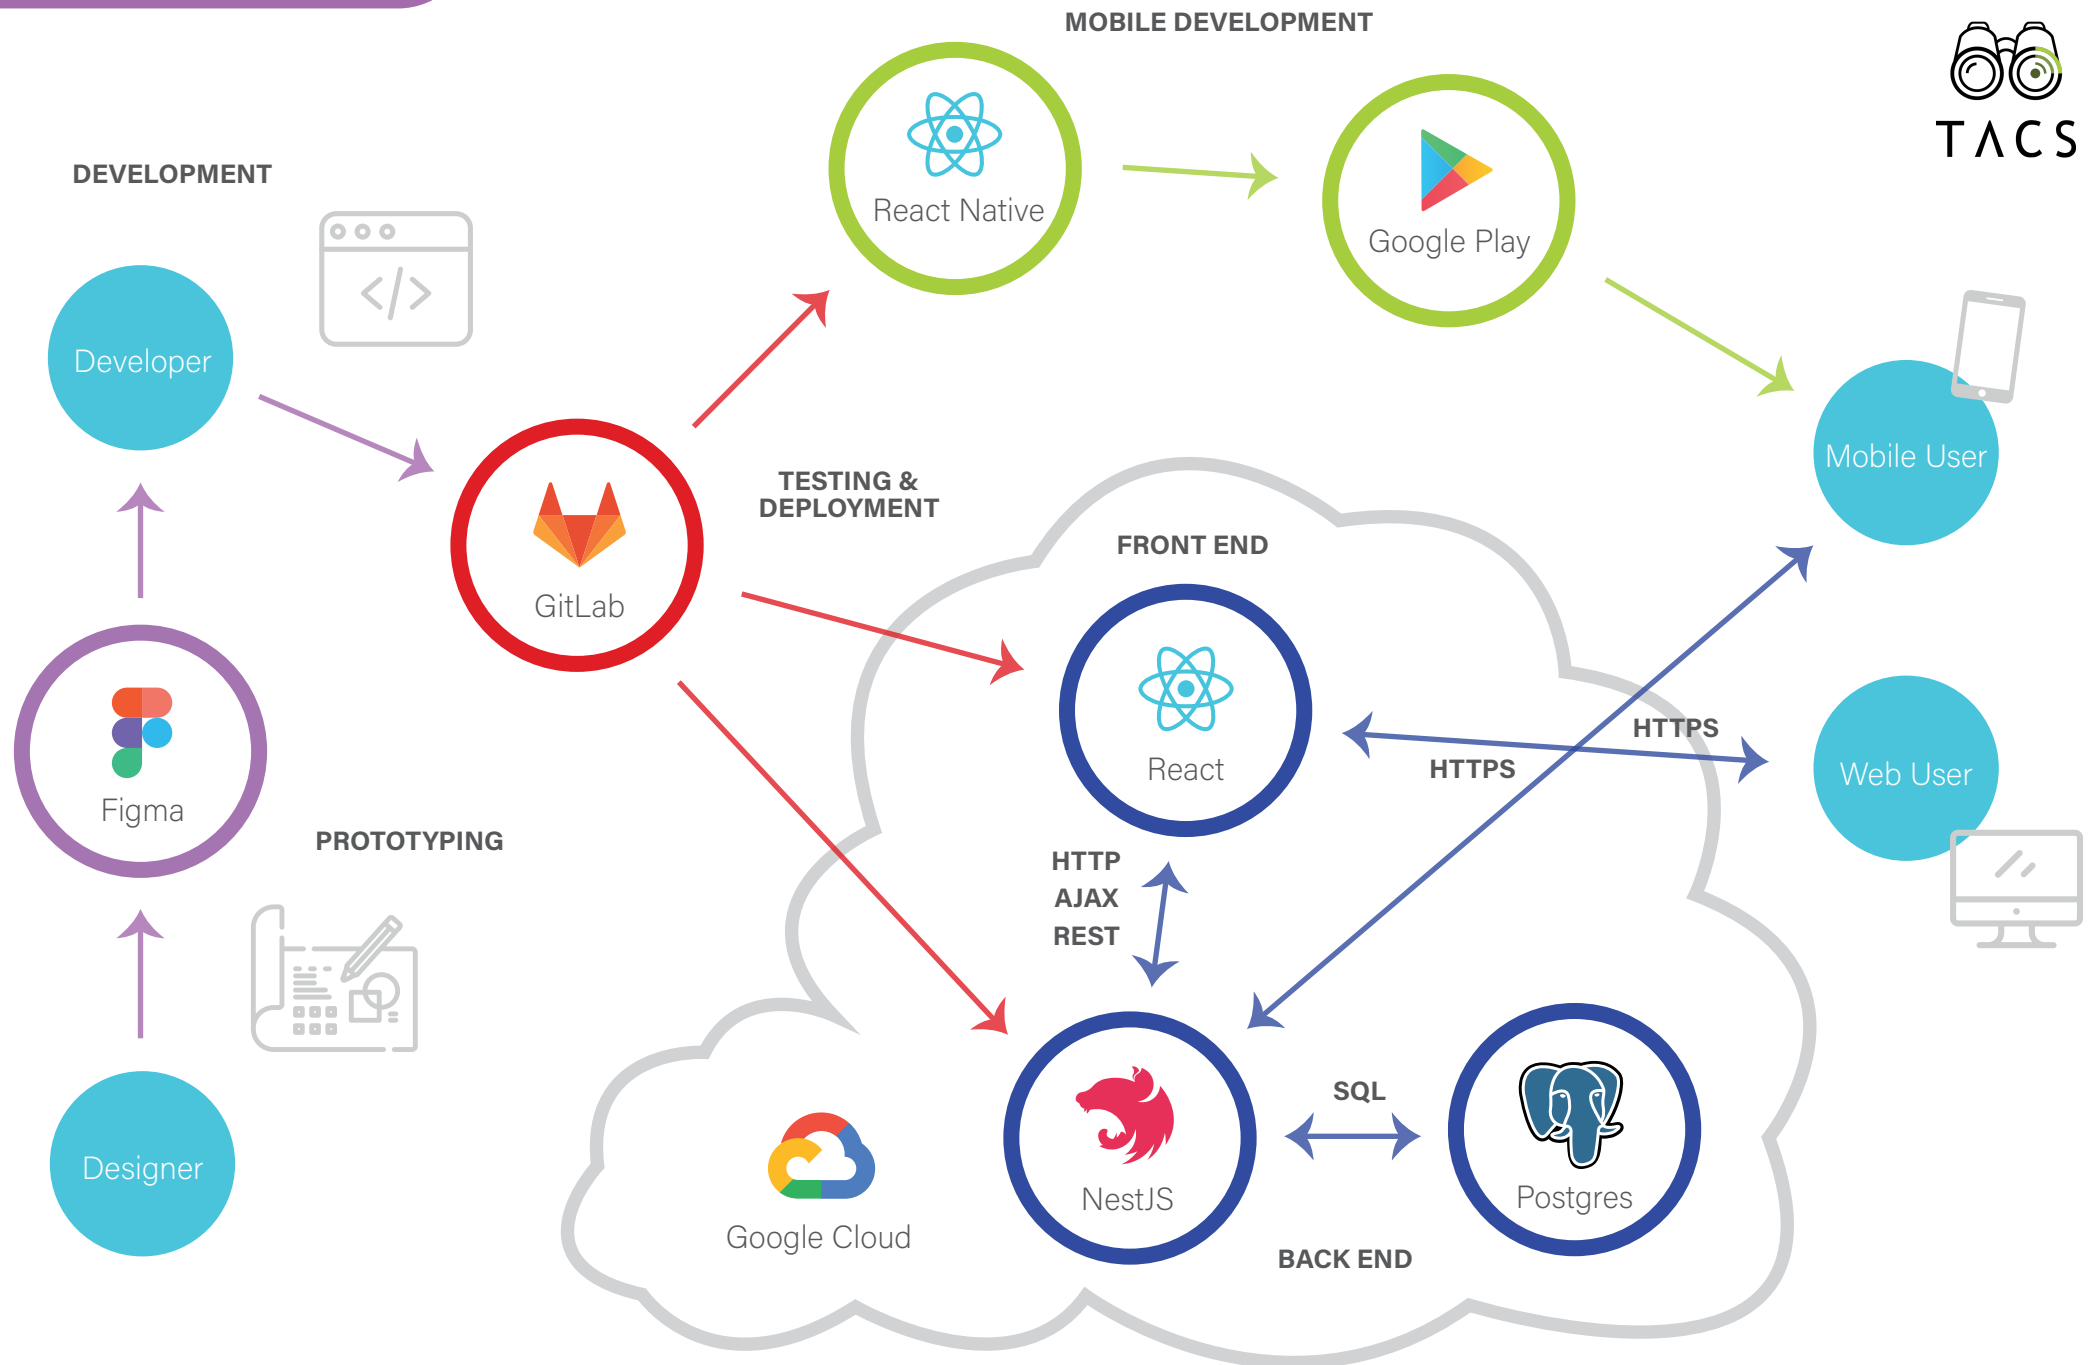 MOBILE DEVELOPMENT
TACS
DEVELOPMENT
React Native
Google Play
Developer
Mobile User
TESTING &
DEPLOYMENT
FRONT END
GitLab
HTTPS
HTTPS
React
Web User
Figma
PROTOTYPING
HTTP
AJAX
REST
SQL
Designer
NestJS
Postgres
Google Cloud
BACK END